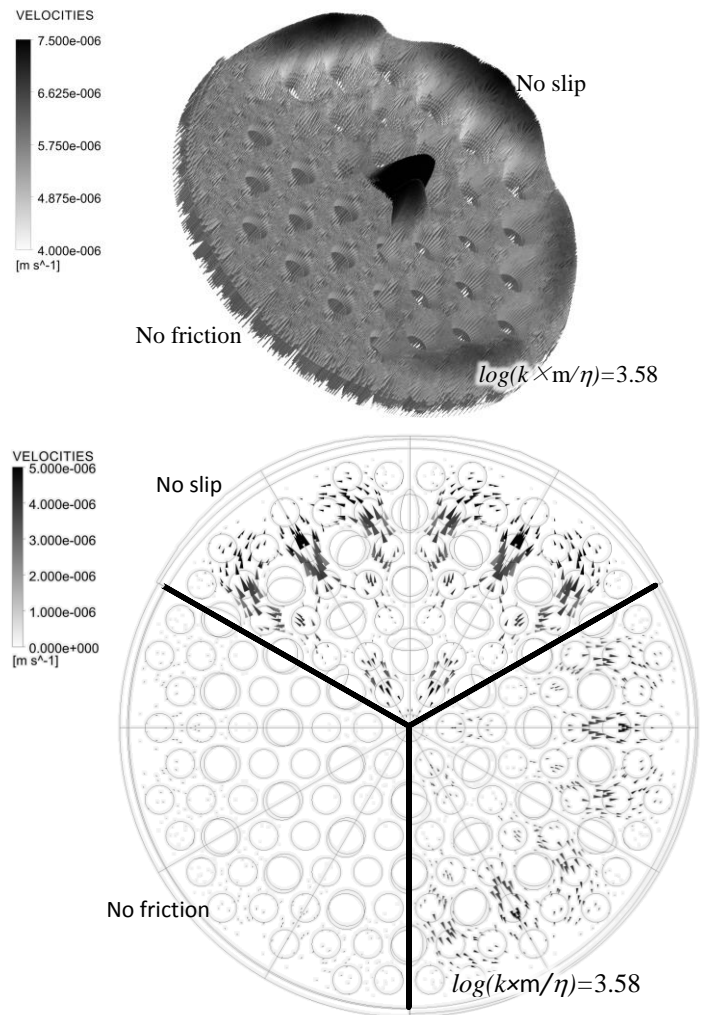 VELOCITIES
7.500e-006
6.625e-006
5.750e-006
4.875e-006
4.000e-006
[m s^-1]
No slip
No friction
log(k×m/η)=3.58
VELOCITIES
5.000e-006
4.000e-006
3.000e-006
2.000e-006
1.000e-006
0.000e+000
[m s^-1]
No slip
No friction
log(k×m/η)=3.58